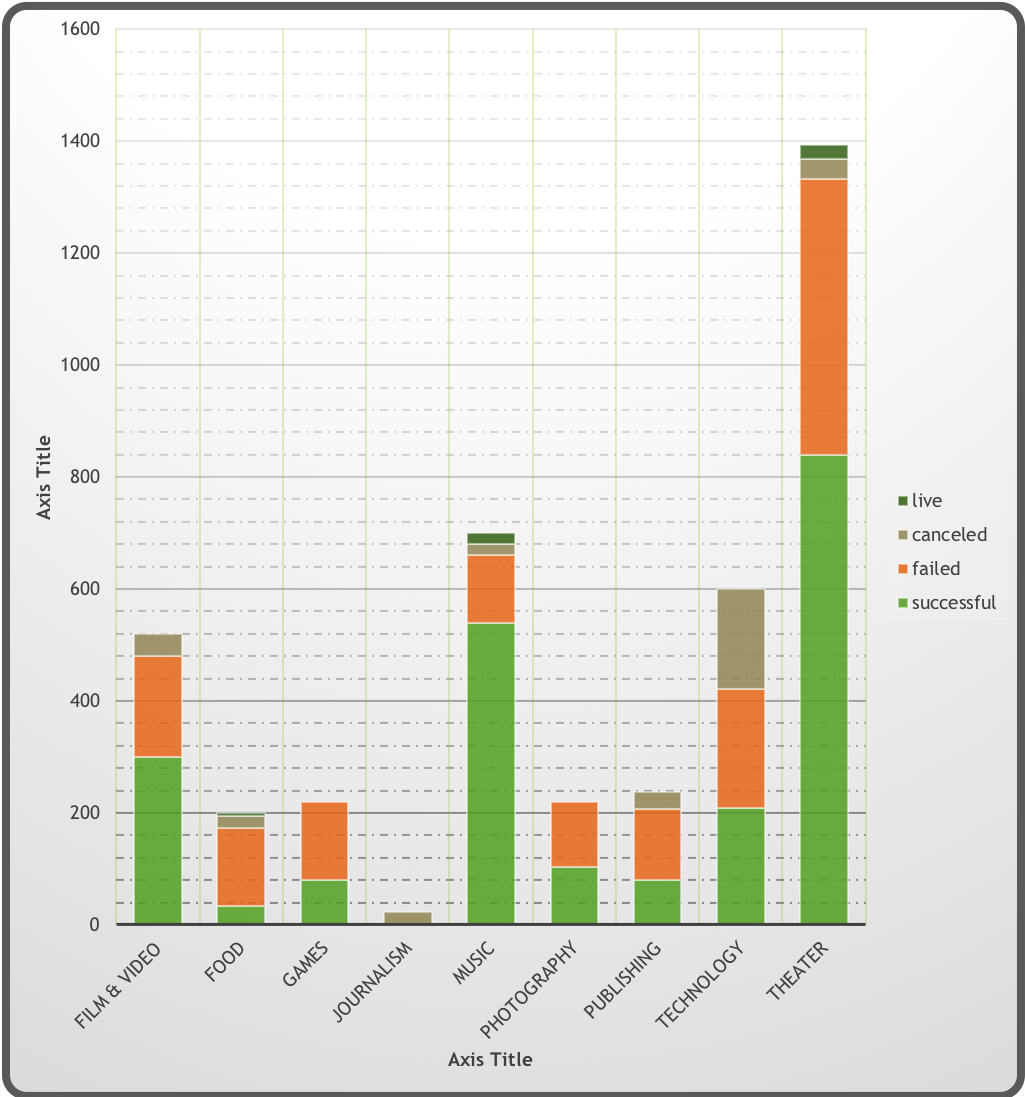 1600
1400
1200
1000
800
600
400
200
0
Axis Title
FILM & VIDEO
FOOD
GAMES
JOURNALISM
MUSIC
PHOTOGRAPHY
PUBLISHING
TECHNOLOGY
THEATER
Axis Title
live
canceled
failed
successful